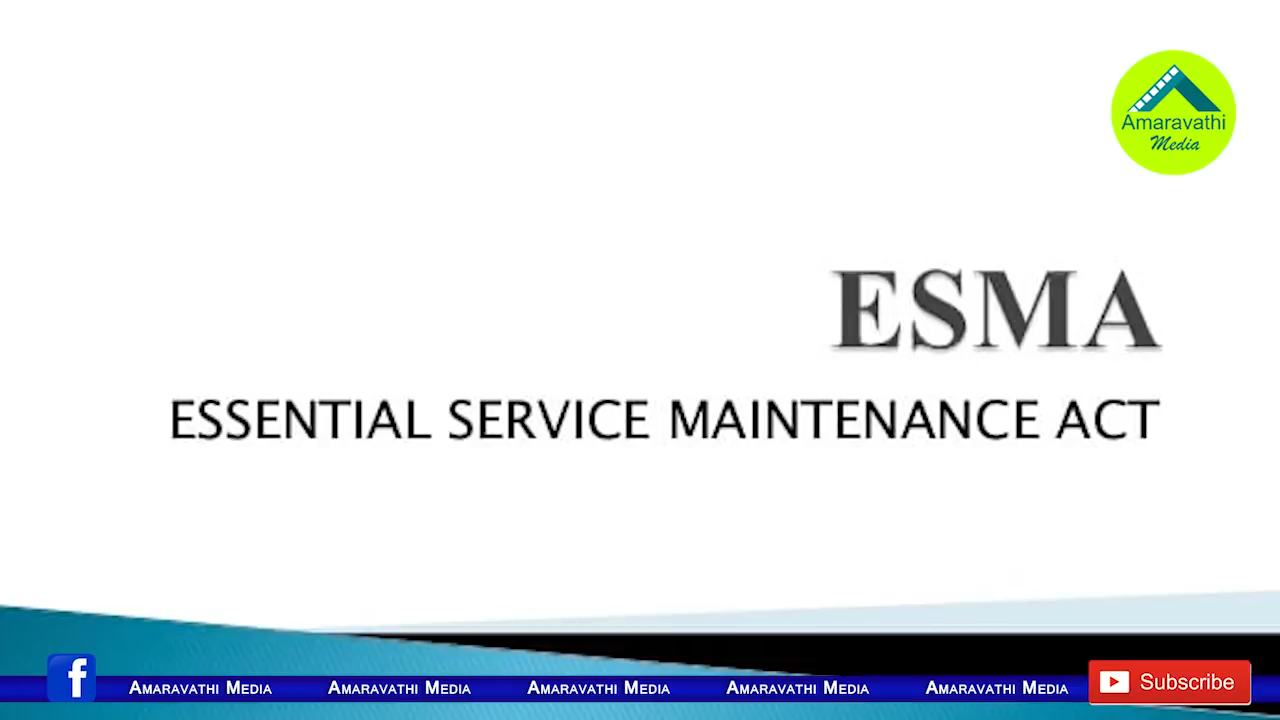 Amaravathi
Media
ESMA
ESSENTIAL SERVICE MAINTENANCE ACT
f AMARAVATHI MEDIA AMARAVATHI MEDIA AMARAVATHI MEDIA AMARAVATHI MEDIA AMARAVATHI MEDIA Subscribe